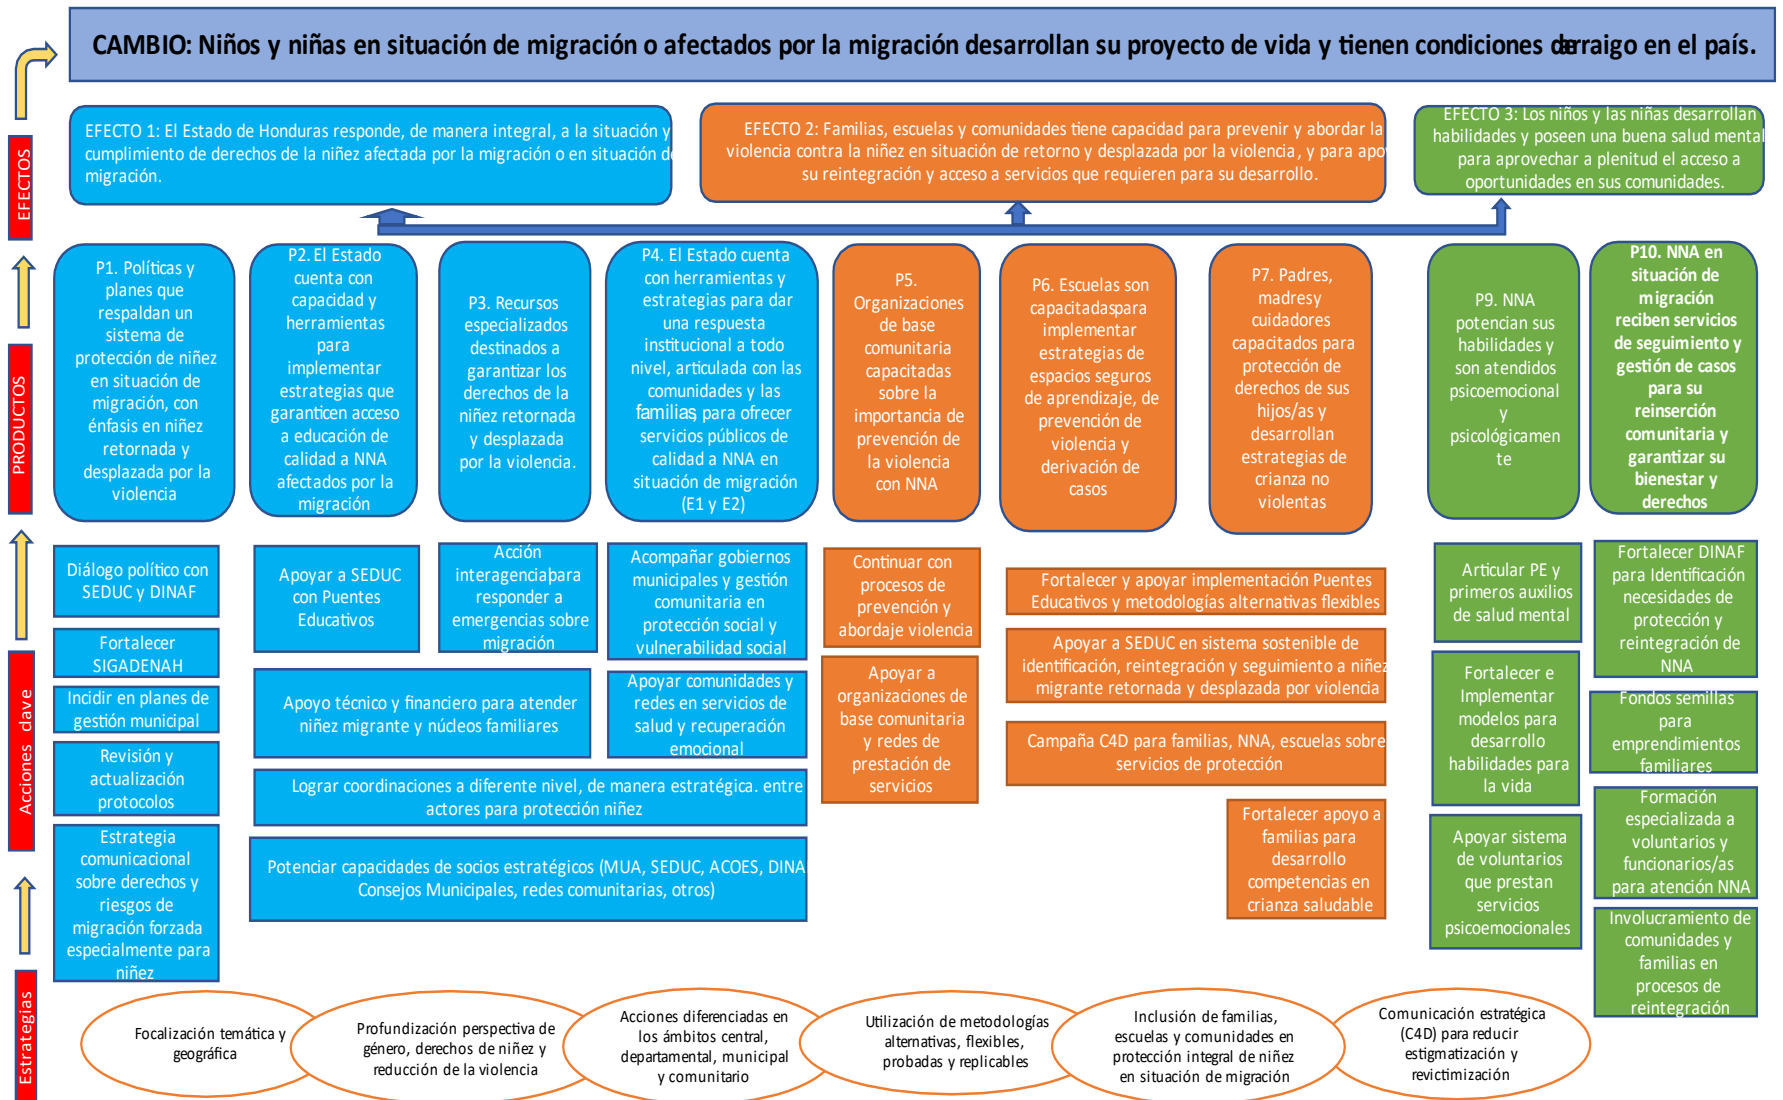 CAMBIO: Niños y niñas en situación de migración o afectados por la migración desarrollan su proyecto de vida y tienen condiciones de arraigo en el país.
EFECTOS
EFECTO 1: El Estado de Honduras responde, de manera integral, a la situación y
cumplimiento de derechos de la niñez afectada por la migración o en situación de
migración.
EFECTO 2: Familias, escuelas y comunidades tiene capacidad para prevenir y abordar la
violencia contra la niñez en situación de retorno y desplazada por la violencia, y para apo
su reintegración y acceso a servicios que requieren para su desarrollo.
EFECTO 3: Los niños y las niñas desarrollan
habilidades y poseen una buena salud mental
para aprovechar a plenitud el acceso a
oportunidades en sus comunidades.
PRODUCTOS
P1. Políticas y
planes que
respaldan un
sistema de
protección de niñez
en situación de
migración, con
énfasis en niñez
retornada y
desplazada por la
violencia
P2. El Estado
cuenta con
capacidad y
herramientas
para
implementar
estrategias que
garanticen acceso
a educación de
calidad a NNA
afectados por la
migración
P3. Recursos
especializados
destinados a
garantizar los
derechos de la
niñez retornada
y desplazada
por la violencia.
P4. El Estado cuenta
con herramientas y
estrategias para dar
una respuesta
institucional a todo
nivel, articulada con las
comunidades y las
familias, para ofrecer
servicios públicos de
calidad a NNA en
situación de migración
(E1 y E2)
P5.
Organizaciones
de base
comunitaria
capacitadas
sobre la
importancia de
prevención de
la violencia
con NNA
P6. Escuelas son
capacitadaspara
implementar
estrategias de
espacios seguros
de aprendizaje, de
prevención de
violencia y
derivación de
casos
P7. Padres,
madresy
cuidadores
capacitados para
protección de
derechos de sus
hijos/as y
desarrollan
estrategias de
crianza no
violentas
P9. NNA
potencian sus
habilidades y
son atendidos
psicoemocional
y
psicológicamen
te
P10. NNA en
situación de
migración
reciben servicios
de seguimiento y
gestión de casos
para su
reinserción
comunitaria y
garantizar su
bienestar y
derechos
Acciones clave
Diálogo político con
SEDUC y DINAF
Fortalecer
SIGADENAH
Incidir en planes de
gestión municipal
Revisión y
actualización
protocolos
Estrategia
comunicacional
sobre derechos y
riesgos de
migración forzada
especialmente para
niñez
Apoyar a SEDUC
con Puentes
Educativos
Acción
interagencia para
responder a
emergencias sobre
migración
Acompañar gobiernos
municipales y gestión
comunitaria en
protección social y
vulnerabilidad social
Apoyo técnico y financiero para atender
niñez migrante y núcleos familiares
Apoyar comunidades y
redes en servicios de
salud y recuperación
emocional
Lograr coordinaciones a diferente nivel, de manera estratégica. entre
actores para protección niñez
Potenciar capacidades de socios estratégicos (MUA, SEDUC, ACOES, DINA
Consejos Municipales, redes comunitarias, otros)
Continuar con
procesos de
prevención y
abordaje violencia
Apoyar a
organizaciones de
base comunitaria
y redes de
prestación de
servicios
Fortalecer y apoyar implementación Puentes
Educativos y metodologías alternativas flexibles
Apoyar a SEDUC en sistema sostenible de
identificación, reintegración y seguimiento a niñez
migrante retornada y desplazada por violencia
Campaña C4D para familias, NNA, escuelas sobre
servicios de protección
Fortalecer apoyo a
familias para
desarrollo
competencias en
crianza saludable
Articular PE y
primeros auxilios
de salud mental
Fortalecer e
Implementar
modelos para
desarrollo
habilidades para
la vida
Apoyar sistema
de voluntarios
que prestan
servicios
psicoemocionales
Fortalecer DINAF
para Identificación
necesidades de
protección y
reintegración de
NNA
Fondos semillas
para
emprendimientos
familiares
Formación
especializada a
voluntarios y
funcionarios/as
para atención NNA
Involucramiento de
comunidades y
familias en
procesos de
reintegración
Estrategias
Focalización temática y
geográfica
Profundización perspectiva de
género, derechos de niñez y
reducción de la violencia
Acciones diferenciadas en
los ámbitos central,
departamental, municipal
y comunitario
Utilización de metodologías
alternativas, flexibles,
probadas y replicables
Inclusión de familias,
escuelas y comunidades en
protección integral de niñez
en situación de migración
Comunicación estratégica
(C4D) para reducir
estigmatización y
revictimización